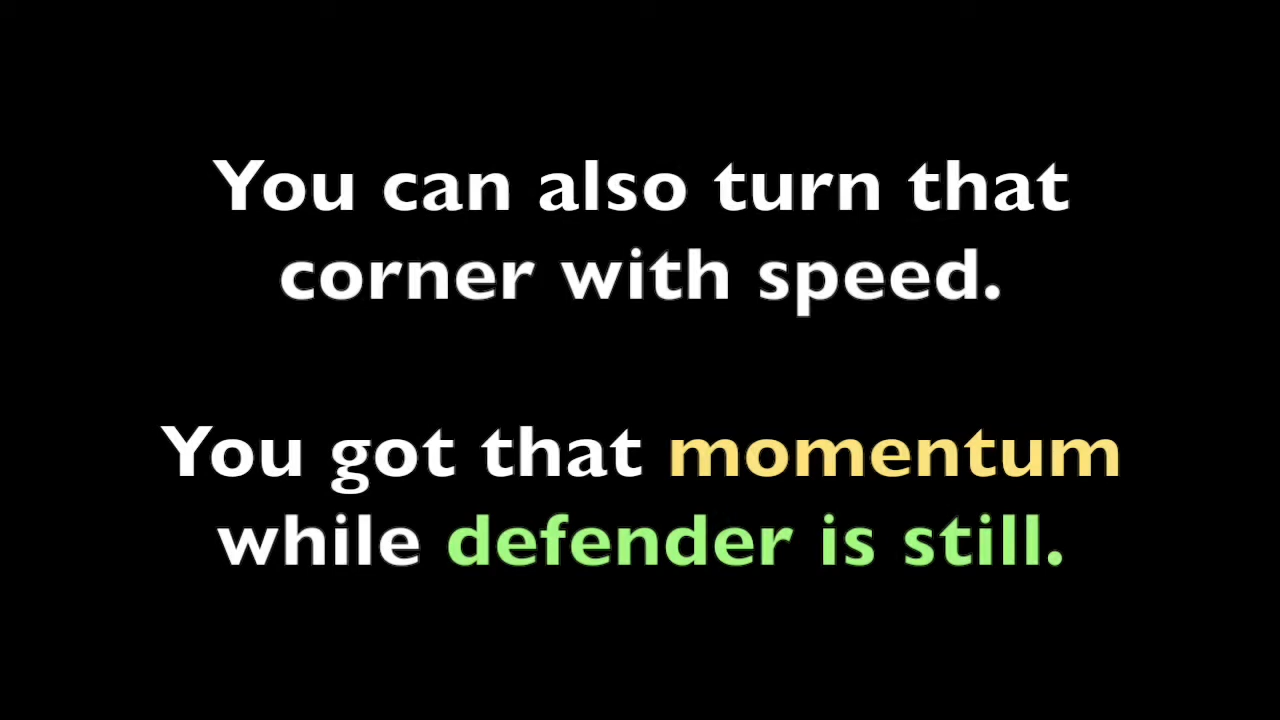 You can also turn that
corner with speed.
You got that momentum
while defender is still.